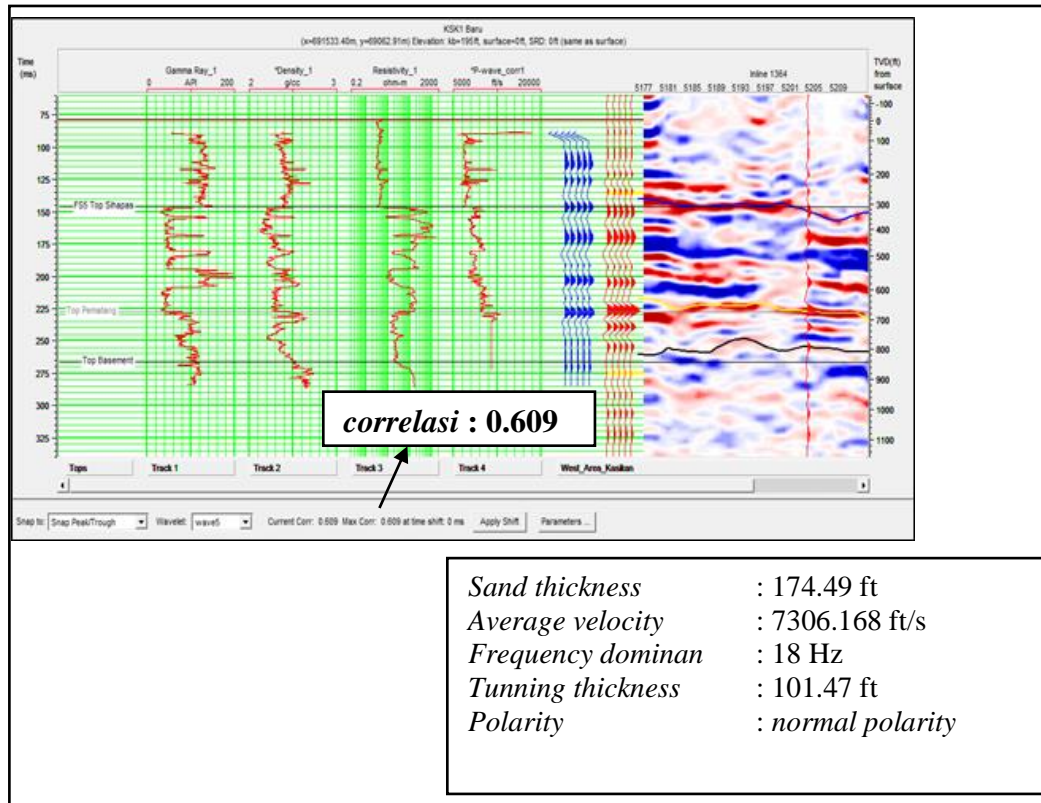 KSK1 Baru
(x=691533.40m, y=69062.91m) Elevation: kb=195ft, surface=0ft, SRD: 0ft (same as surface)
Time (ms)
Gamma Ray_1
0 API 200
*Density_1
2 g/cc 3
Resistivity_1
0.2 ohm-m 2000
*P-wave_corr1
5000 ft/s 20000
Inline 1364
5177 5181 5185 5189 5193 5197 5201 5205 5209
TVD(ft) from surface
75
100
125
150
175
200
225
250
275
300
325
-100
0
100
200
300
400
500
600
700
800
900
1000
1100
FS5 Top Sihapas
Top Pematang
Top Basement
correlasi : 0.609
Tops Track 1 Track 2 Track 3 Track 4 West_Area_Kasikan
Snap to: Snap Peak/Trough Wavelet: wave5 Current Corr: 0.609 Max Corr: 0.609 at time shift: 0 ms Apply Shift Parameters ...
Sand thickness : 174.49 ft
Average velocity : 7306.168 ft/s
Frequency dominan : 18 Hz
Tunning thickness : 101.47 ft
Polarity : normal polarity